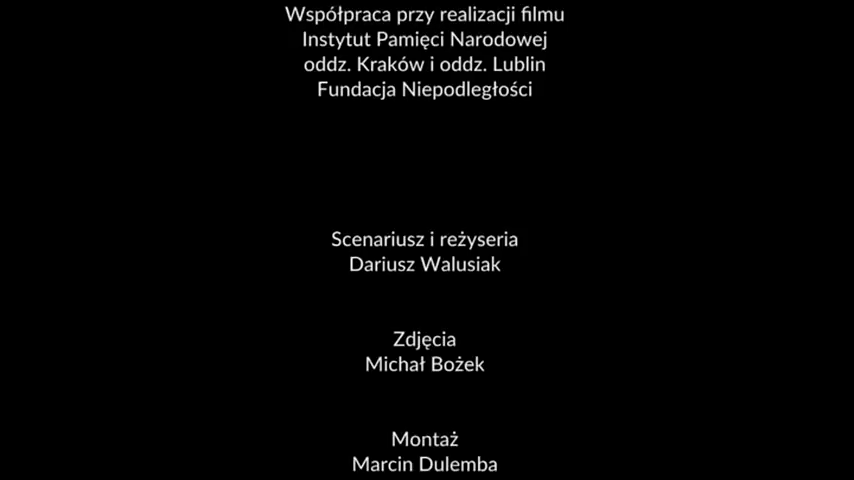 Współpraca przy realizacji filmu
Instytut Pamięci Narodowej
oddz. Kraków i oddz. Lublin
Fundacja Niepodległości
Scenariusz i reżyseria
Dariusz Walusiak
Zdjęcia
Michał Bożek
Montaż
Marcin Dulemba